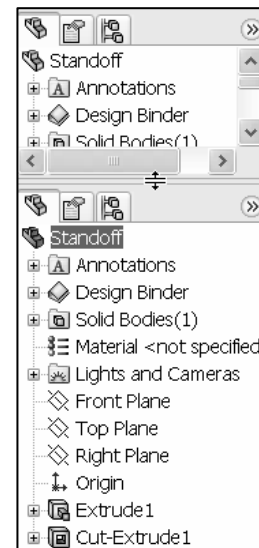 Standoff
Annotations
Design Binder
Solid Bodies(1)
Standoff
Annotations
Design Binder
Solid Bodies(1)
Material <not specified
Lights and Cameras
Front Plane
Top Plane
Right Plane
Origin
Extrude1
Cut-Extrude1